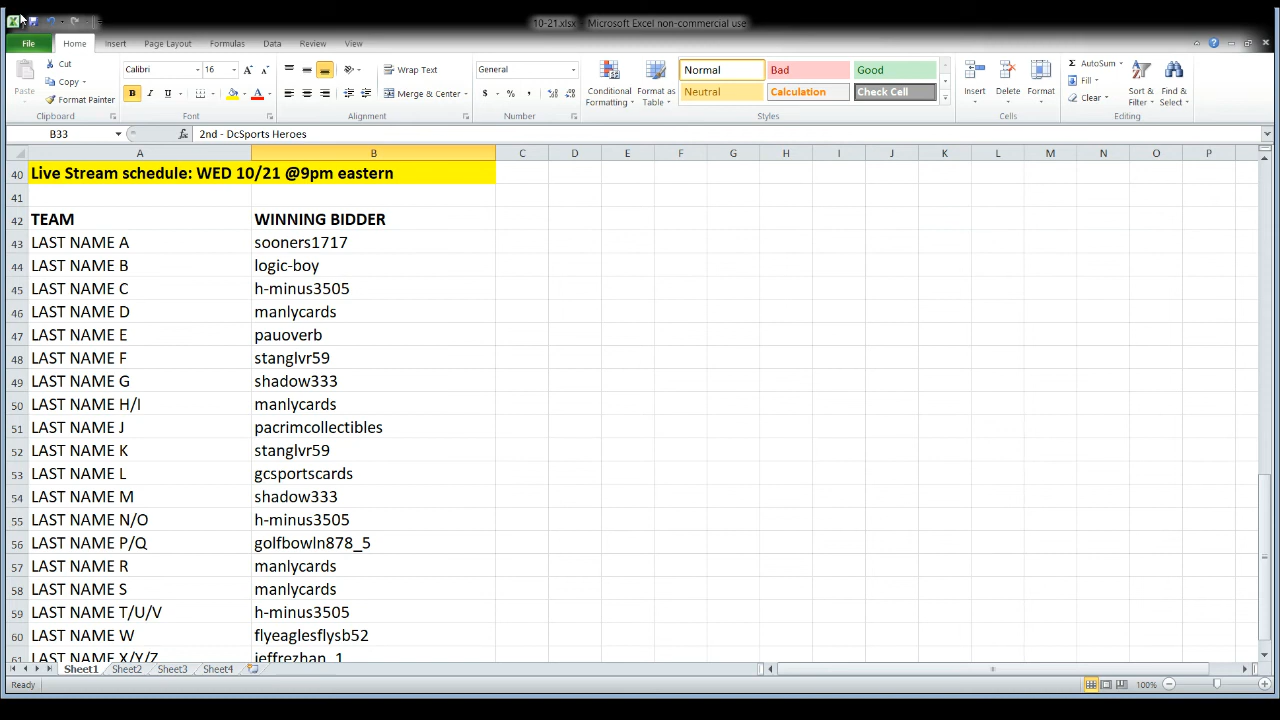 10-21.xlsx - Microsoft Excel non-commercial use
File Home Insert Page Layout Formulas Data Review View
Paste
Cut
Copy
Format Painter
Clipboard
Calibri 16
B I U A
Font
Wrap Text
Merge & Center
Alignment
General
$ % ,
Number
Conditional Formatting
Format as Table
Normal Bad Good
Neutral Calculation Check Cell
Styles
Insert Delete Format
Cells
Σ AutoSum
Fill
Clear
Sort & Filter
Find & Select
Editing
B33 fx 2nd - DcSports Heroes
A B C D E F G H I J K L M N O P
40 Live Stream schedule: WED 10/21 @9pm eastern
41
42 TEAM WINNING BIDDER
43 LAST NAME A sooners1717
44 LAST NAME B logic-boy
45 LAST NAME C h-minus3505
46 LAST NAME D manlycards
47 LAST NAME E pauoverb
48 LAST NAME F stanglvr59
49 LAST NAME G shadow333
50 LAST NAME H/I manlycards
51 LAST NAME J pacrimcollectibles
52 LAST NAME K stanglvr59
53 LAST NAME L gcsportscards
54 LAST NAME M shadow333
55 LAST NAME N/O h-minus3505
56 LAST NAME P/Q golfbowln878_5
57 LAST NAME R manlycards
58 LAST NAME S manlycards
59 LAST NAME T/U/V h-minus3505
60 LAST NAME W flyeaglesflysb52
61 LAST NAME X/Y/Z jeffrezhan_1
Sheet1 Sheet2 Sheet3 Sheet4
Ready 100%